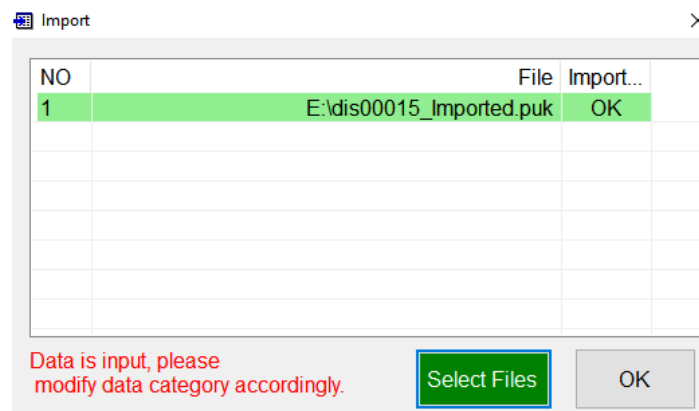 Import
NO File Import...
1 E:\dis00015_Imported.puk OK
Data is input, please
modify data category accordingly.
Select Files OK